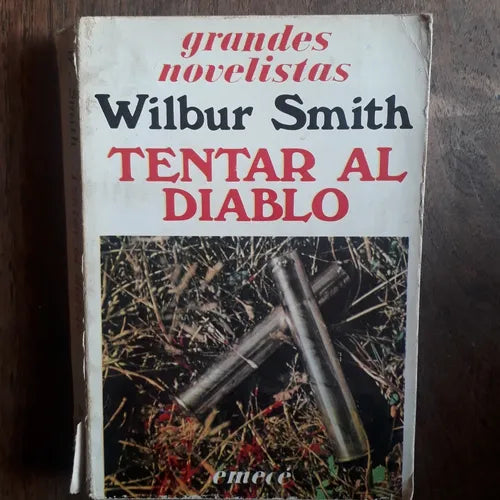 grandes
novelistas
Wilbur Smith
TENTAR AL
DIABLO
emecé